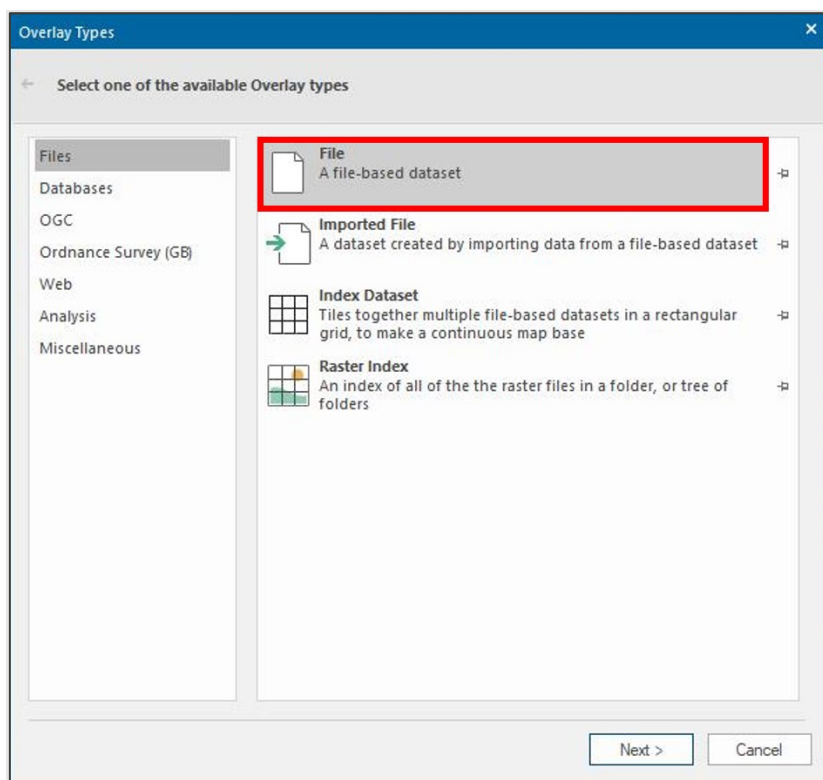 Overlay Types
Select one of the available Overlay types
Files
Databases
OGC
Ordnance Survey (GB)
Web
Analysis
Miscellaneous
File
A file-based dataset
Imported File
A dataset created by importing data from a file-based dataset
Index Dataset
Tiles together multiple file-based datasets in a rectangular
grid, to make a continuous map base
Raster Index
An index of all of the the raster files in a folder, or tree of
folders
Next >
Cancel